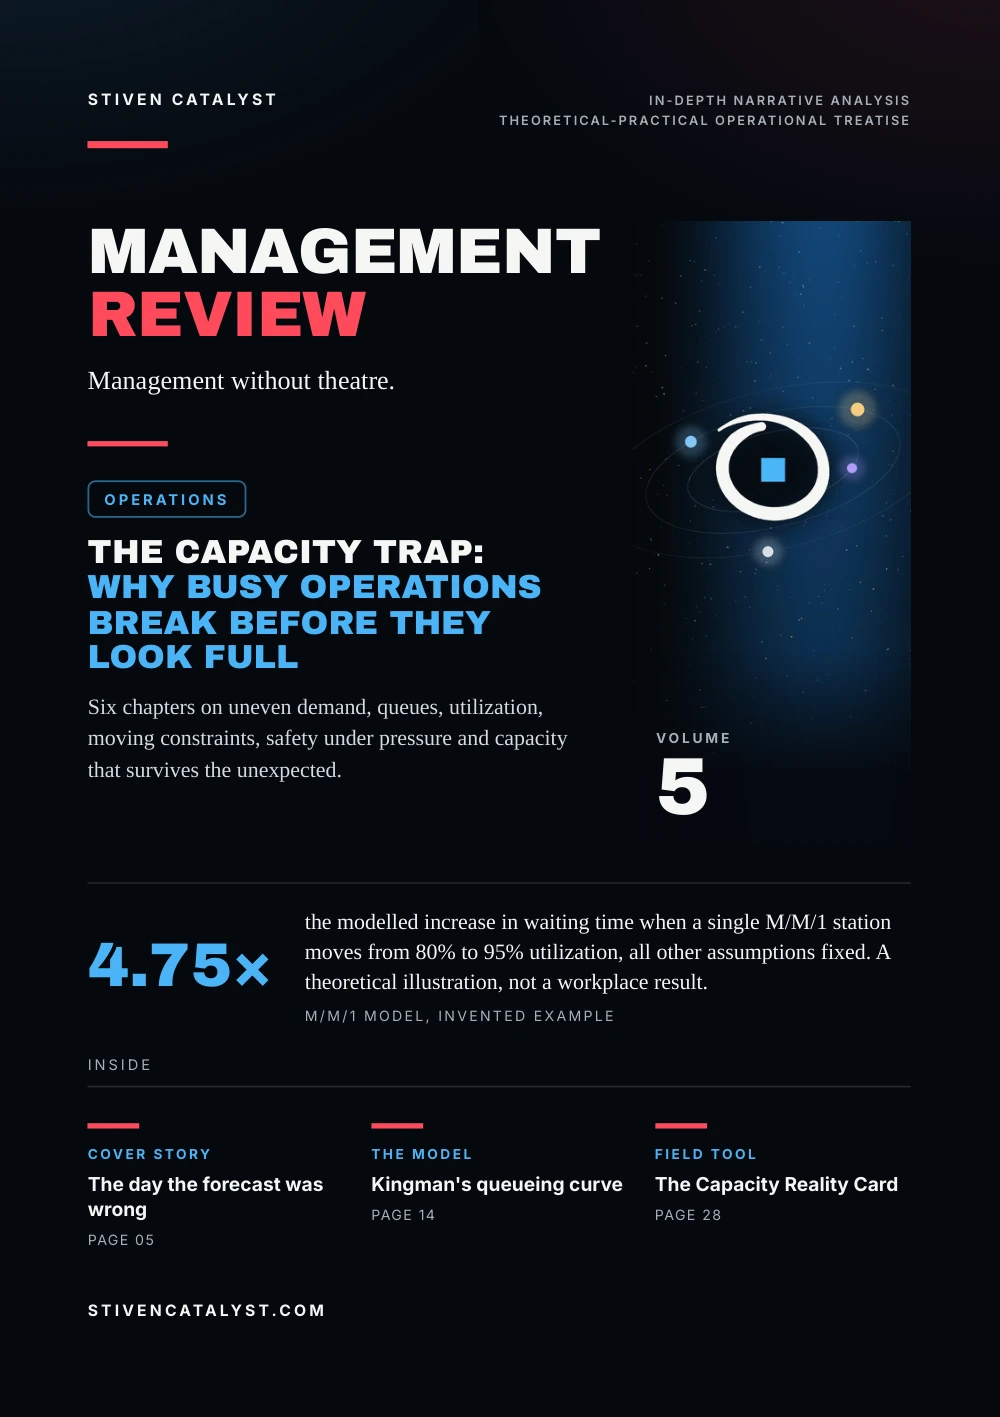 STIVEN CATALYST
IN-DEPTH NARRATIVE ANALYSIS
THEORETICAL-PRACTICAL OPERATIONAL TREATISE
MANAGEMENT
REVIEW
Management without theatre.
OPERATIONS
THE CAPACITY TRAP:
WHY BUSY OPERATIONS
BREAK BEFORE THEY
LOOK FULL
Six chapters on uneven demand, queues, utilization,
moving constraints, safety under pressure and capacity
that survives the unexpected.
VOLUME
5
4.75×
the modelled increase in waiting time when a single M/M/1 station
moves from 80% to 95% utilization, all other assumptions fixed. A
theoretical illustration, not a workplace result.
M/M/1 MODEL, INVENTED EXAMPLE
INSIDE
COVER STORY
The day the forecast was
wrong
PAGE 05
THE MODEL
Kingman's queueing curve
PAGE 14
FIELD TOOL
The Capacity Reality Card
PAGE 28
STIVENCATALYST.COM